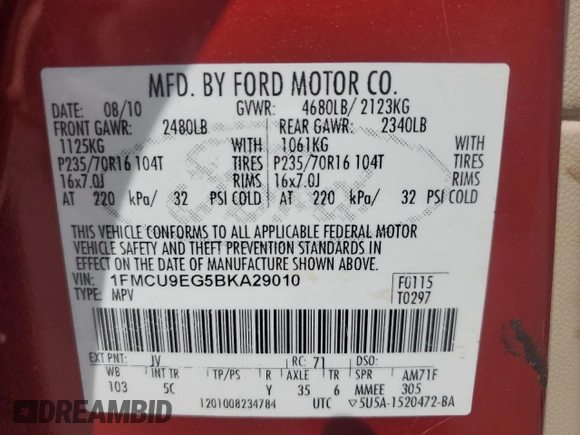 MFD. BY FORD MOTOR CO.
DATE: 08/10 GVWR: 4680LB/ 2123KG
FRONT GAWR: 2480LB REAR GAWR: 2340LB
1125KG WITH 1061KG WITH
P235/70R16 104T TIRES P235/70R16 104T TIRES
16x7.0J RIMS 16x7.0J RIMS
AT 220 kPa/ 32 PSI COLD AT 220 kPa/ 32 PSI COLD
THIS VEHICLE CONFORMS TO ALL APPLICABLE FEDERAL MOTOR
VEHICLE SAFETY AND THEFT PREVENTION STANDARDS IN
EFFECT ON THE DATE OF MANUFACTURE SHOWN ABOVE.
VIN: 1FMCU9EG5BKA29010 F0115
TYPE: MPV T0297
EXT PNT: JV RC: 71 DSO:
WB INT TR TP/PS R AXLE TR SPR AM71F
103 5C Y 35 6 MMEE 305
1201008234784 UTC ▽5U5A-1520472-BA
DREAMBID